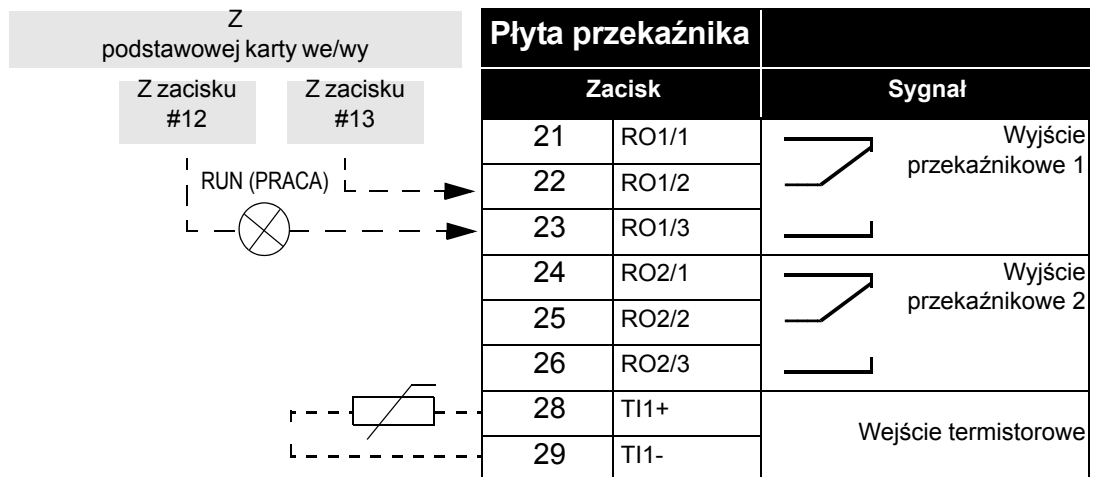 Z
podstawowej karty we/wy
Z zacisku
#12
Z zacisku
#13
RUN (PRACA)
Płyta przekaźnika
Zacisk Sygnał
21 RO1/1 Wyjście
przekaźnikowe 1
22 RO1/2
23 RO1/3
24 RO2/1 Wyjście
przekaźnikowe 2
25 RO2/2
26 RO2/3
28 TI1+ Wejście termistorowe
29 TI1-